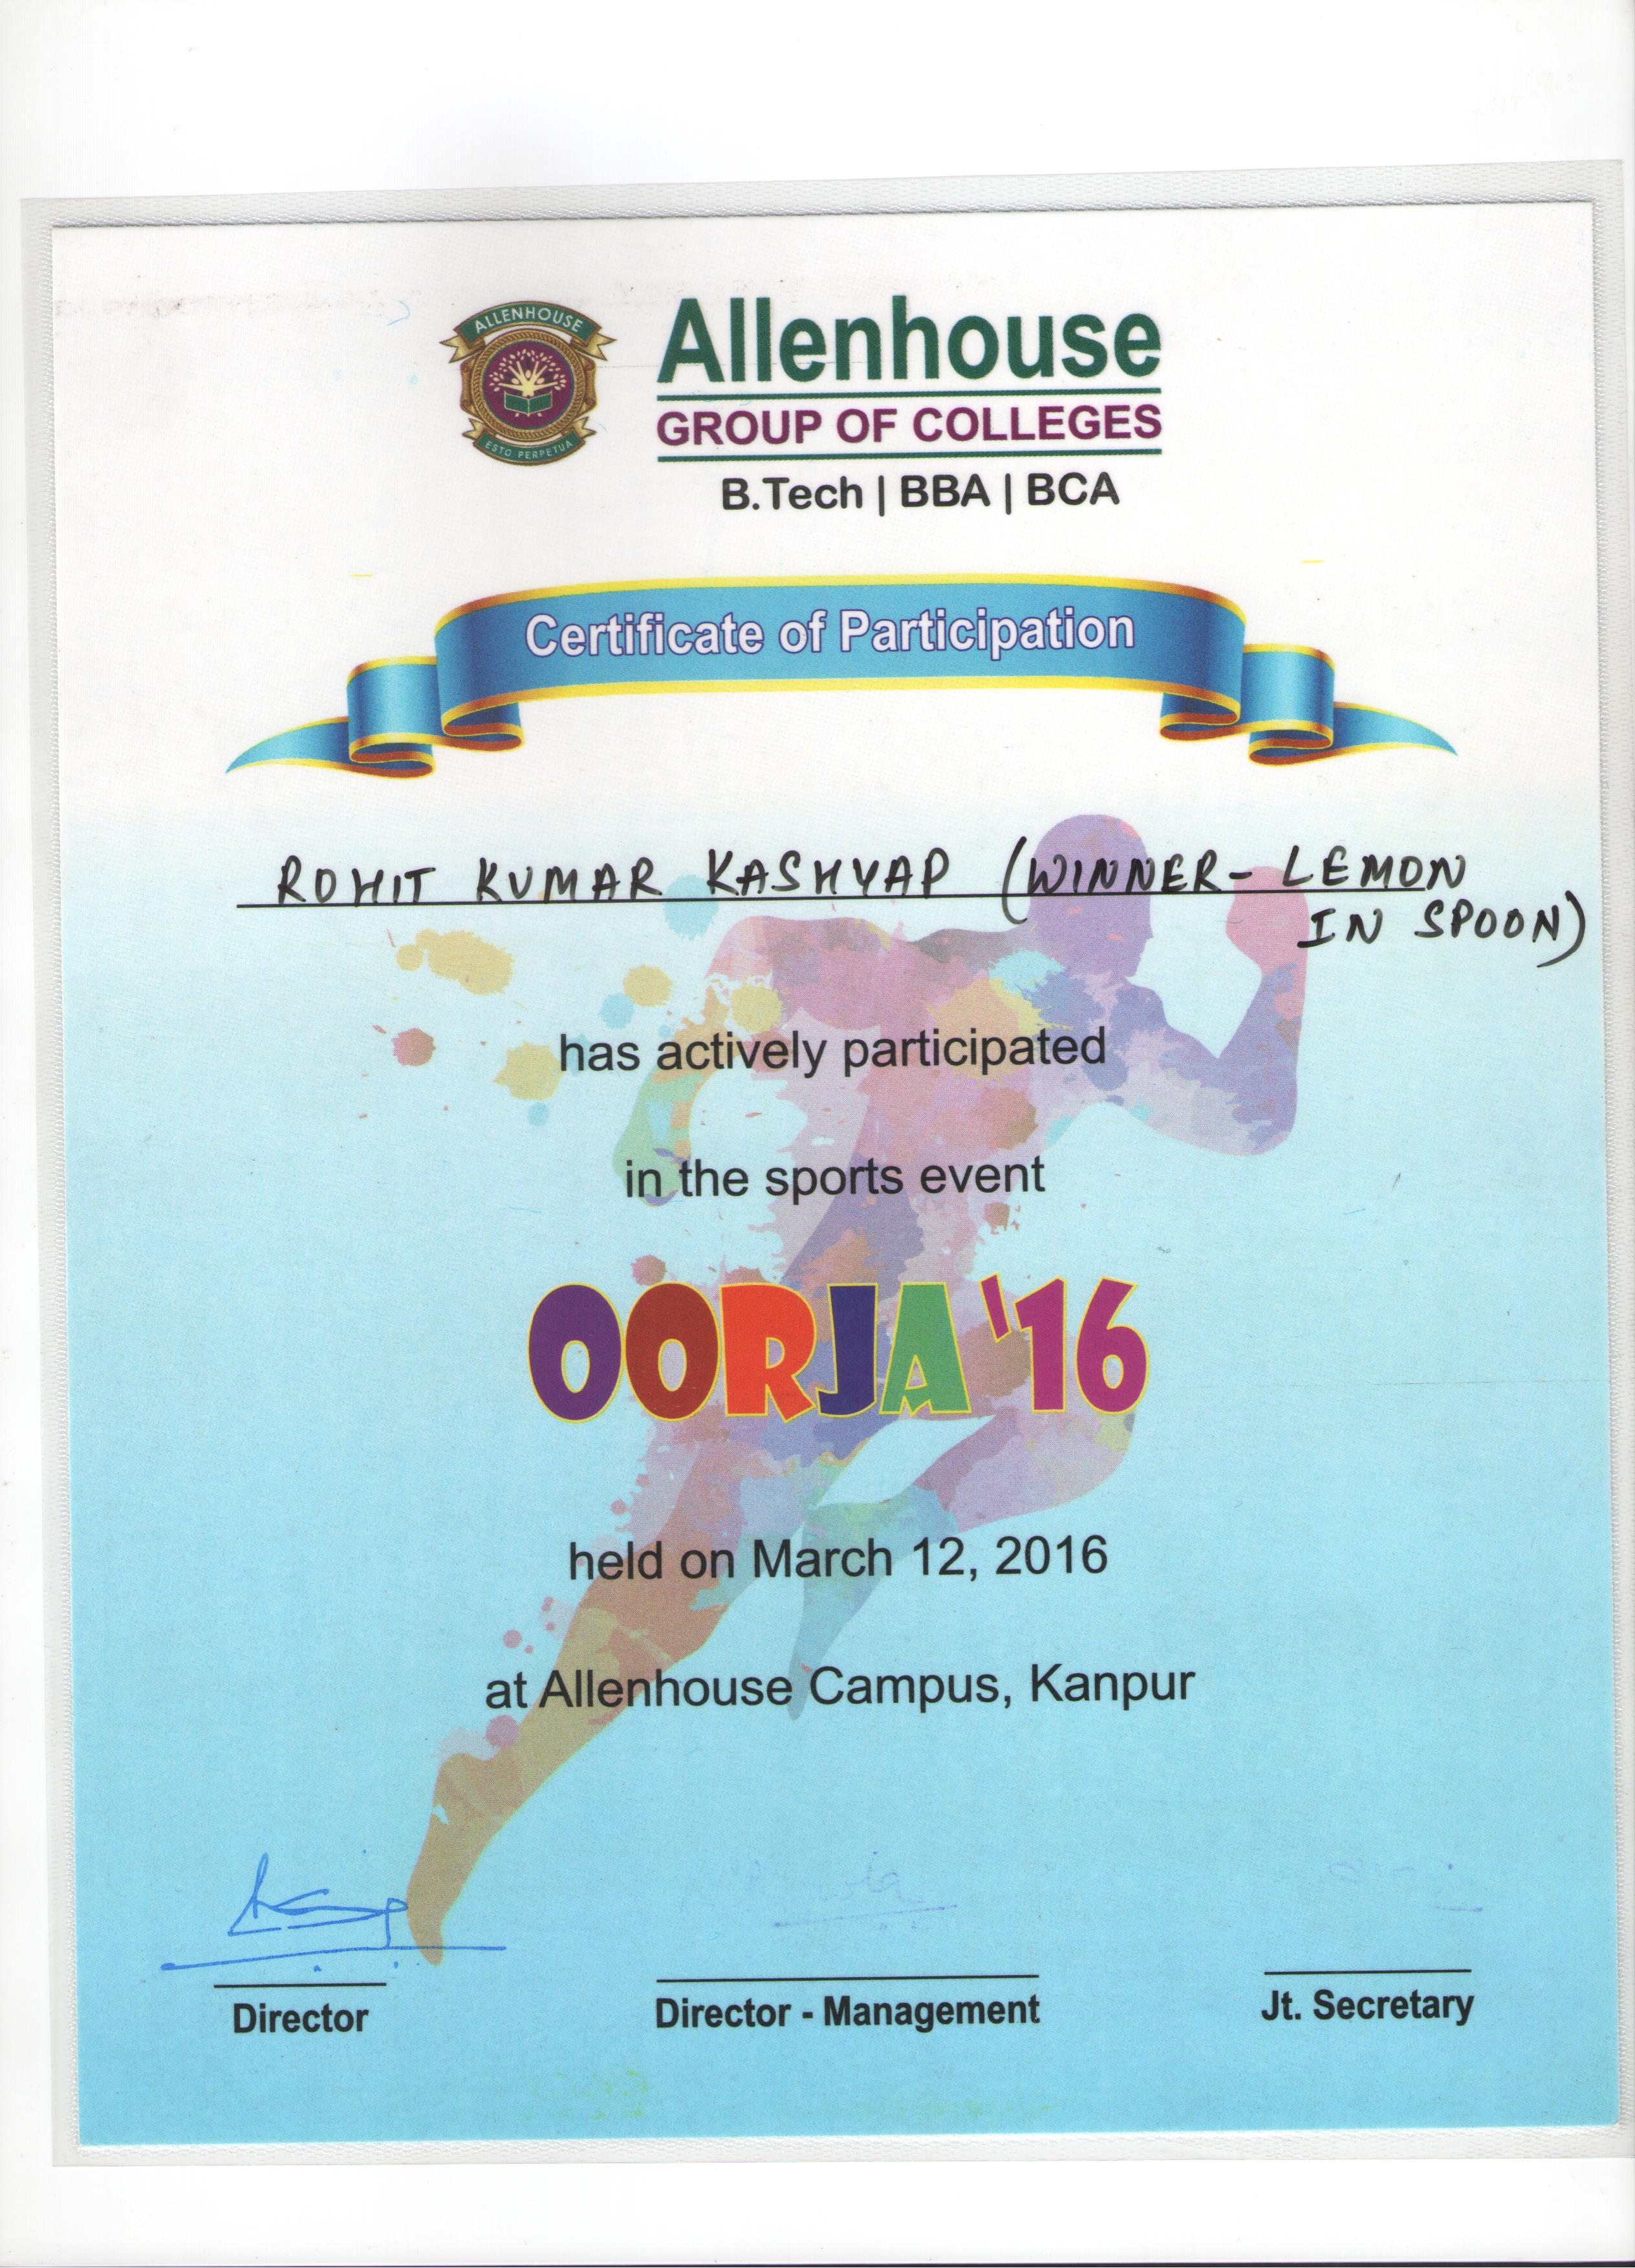 ALLENHOUSE
ESTO PERPETUA
Allenhouse
GROUP OF COLLEGES
B.Tech | BBA | BCA
Certificate of Participation
ROHIT KUMAR KASHYAP (WINNER- LEMON
IN SPOON)
has actively participated
in the sports event
OORJA '16
held on March 12, 2016
at Allenhouse Campus, Kanpur
Director
Director - Management
Jt. Secretary